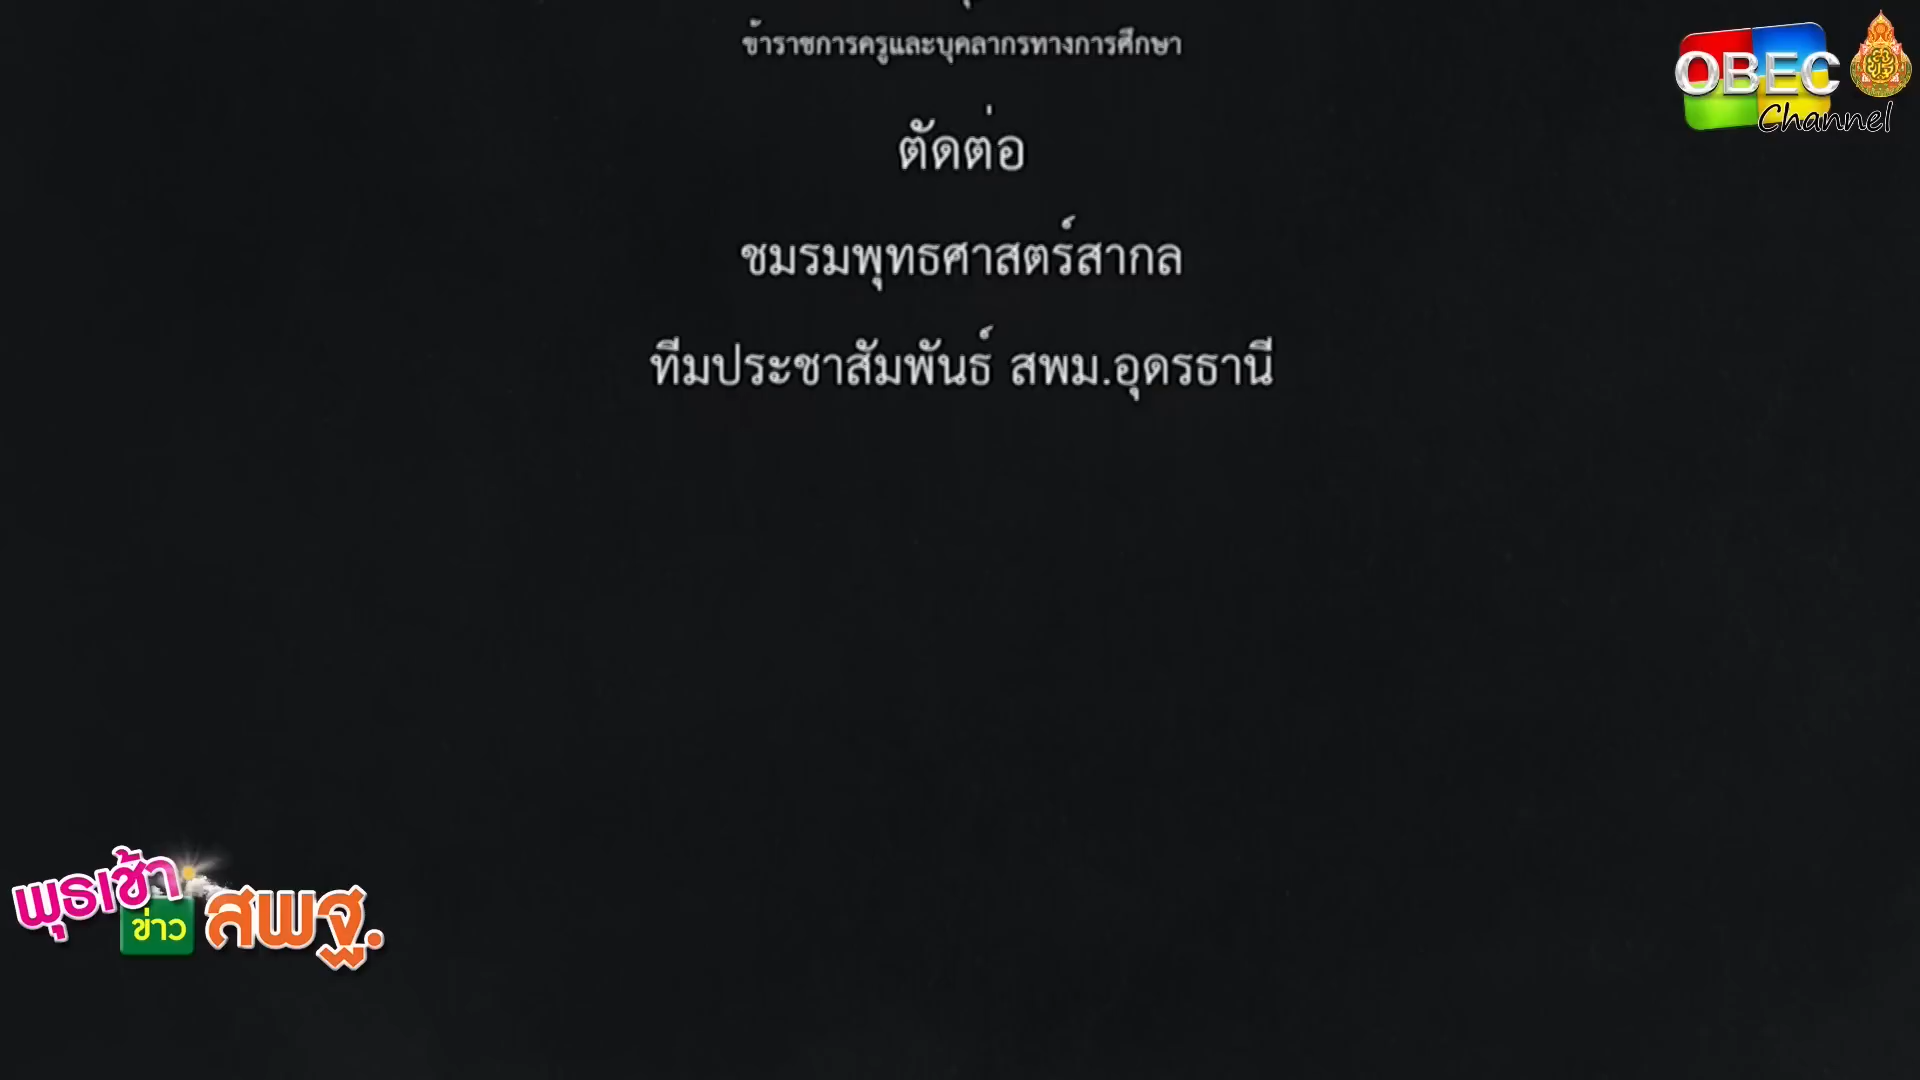 ข้าราชการครูและบุคลากรทางการศึกษา
OBEC
Channel
ตัดต่อ
ชมรมพุทธศาสตร์สากล
ทีมประชาสัมพันธ์ สพม.อุดรธานี
พุธเช้า
ข่าว
สพฐ.